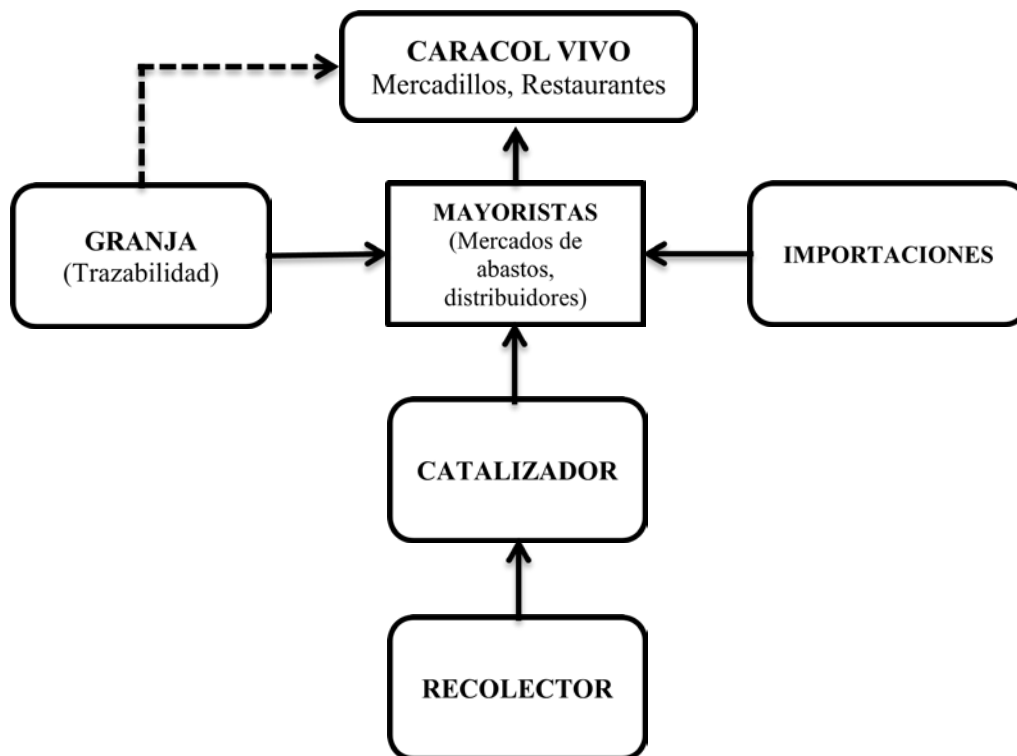 CARACOL VIVO
Mercadillos, Restaurantes
GRANJA
(Trazabilidad)
MAYORISTAS
(Mercados de
abastos,
distribuidores)
IMPORTACIONES
CATALIZADOR
RECOLECTOR